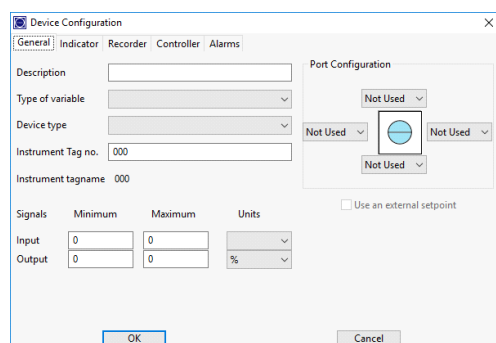 Device Configuration
General Indicator Recorder Controller Alarms
Description
Type of variable
Device type
Instrument Tag no. 000
Instrument tagname 000
Signals Minimum Maximum Units
Input 0 0
Output 0 0 %
Port Configuration
Not Used
Not Used Not Used
Not Used
Use an external setpoint
OK Cancel